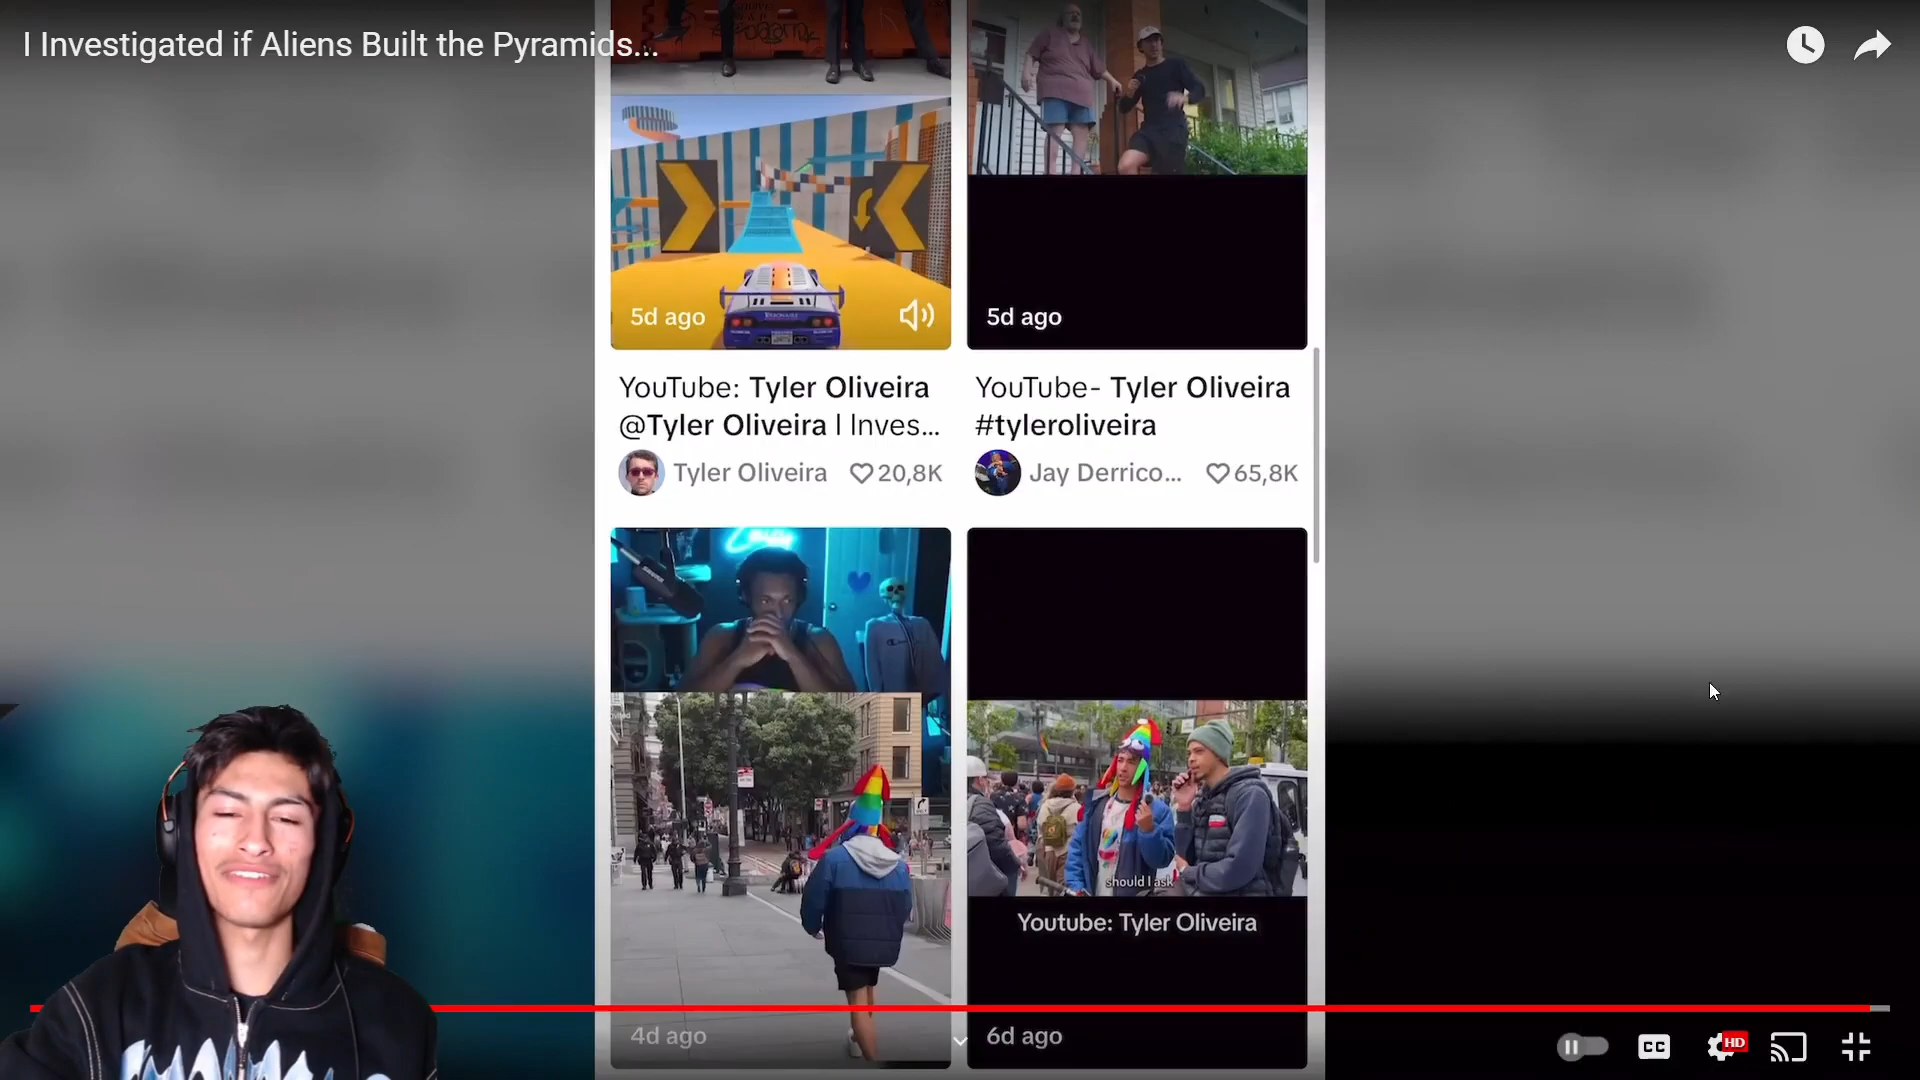 I Investigated if Aliens Built the Pyramids...
5d ago
5d ago
YouTube: Tyler Oliveira
@Tyler Oliveira I Inves...
Tyler Oliveira
20,8K
YouTube- Tyler Oliveira
#tyleroliveira
Jay Derrico...
65,8K
should I ask
Youtube: Tyler Oliveira
4d ago
6d ago
CC
HD